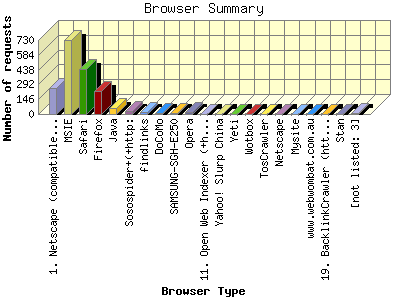 Browser Summary
Number of requests
730
584
438
292
146
0
1. Netscape (compatible...
MSIE
Safari
Firefox
Java
Sosospider+(+http:
findlinks
DoCoMo
SAMSUNG-SGH-E250
Opera
11. Open Web Indexer (+h...
Yahoo! Slurp China
Yeti
Wotbox
TosCrawler
Netscape
Mysite
www.webwombat.com.au
19. BacklinkCrawler (htt...
Stan
[not listed: 3]
Browser Type